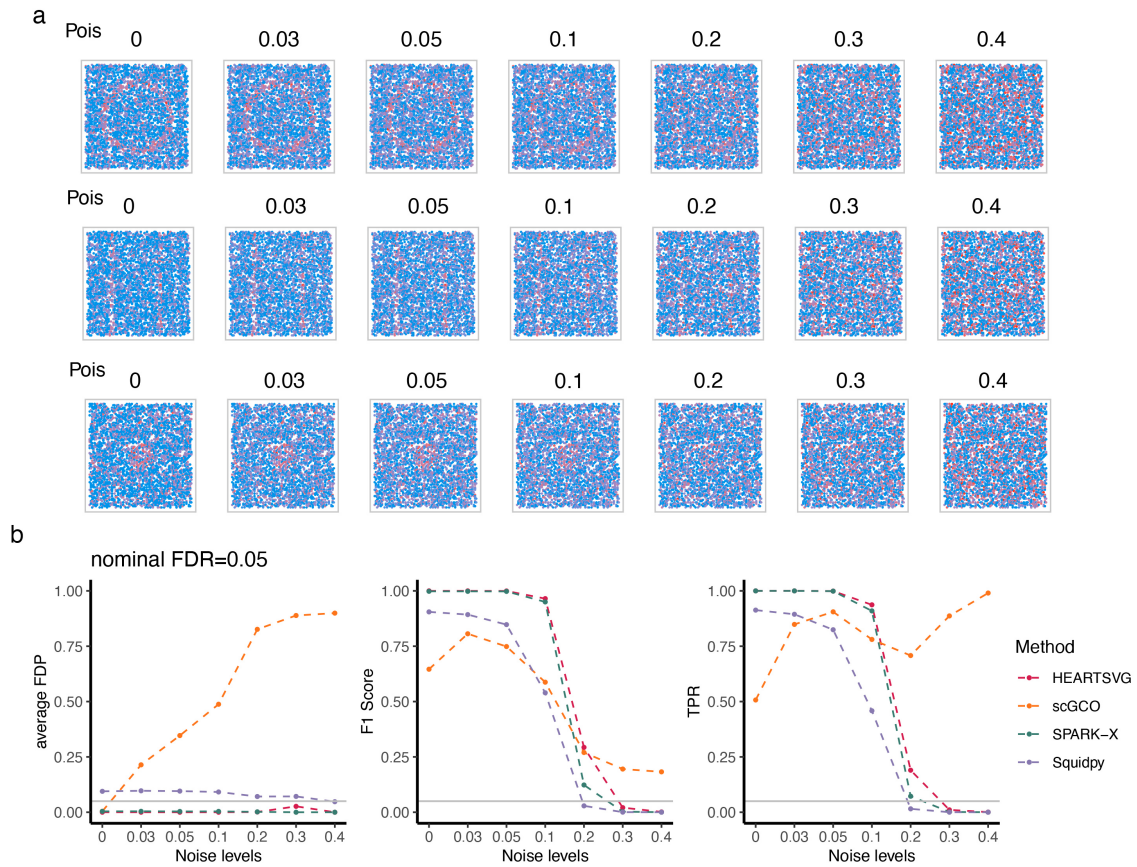 a
Pois
0 0.03 0.05 0.1 0.2 0.3 0.4
Pois
0 0.03 0.05 0.1 0.2 0.3 0.4
Pois
0 0.03 0.05 0.1 0.2 0.3 0.4
b
nominal FDR=0.05
average FDP
1.00
0.75
0.50
0.25
0.00
0 0.03 0.05 0.1 0.2 0.3 0.4
Noise levels
F1 Score
1.00
0.75
0.50
0.25
0.00
0 0.03 0.05 0.1 0.2 0.3 0.4
Noise levels
TPR
1.00
0.75
0.50
0.25
0.00
0 0.03 0.05 0.1 0.2 0.3 0.4
Noise levels
Method
HEARTSVG
scGCO
SPARK−X
Squidpy